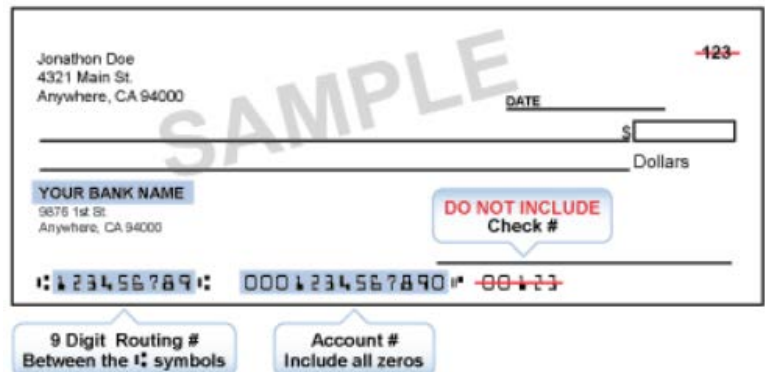 SAMPLE
Jonathon Doe
4321 Main St.
Anywhere, CA 94000
123
DATE
$
Dollars
YOUR BANK NAME
9876 1st St.
Anywhere, CA 94000
DO NOT INCLUDE
Check #
⑆123456789⑆ 0001234567890⑈ 00123
9 Digit Routing #
Between the ⑆ symbols
Account #
Include all zeros